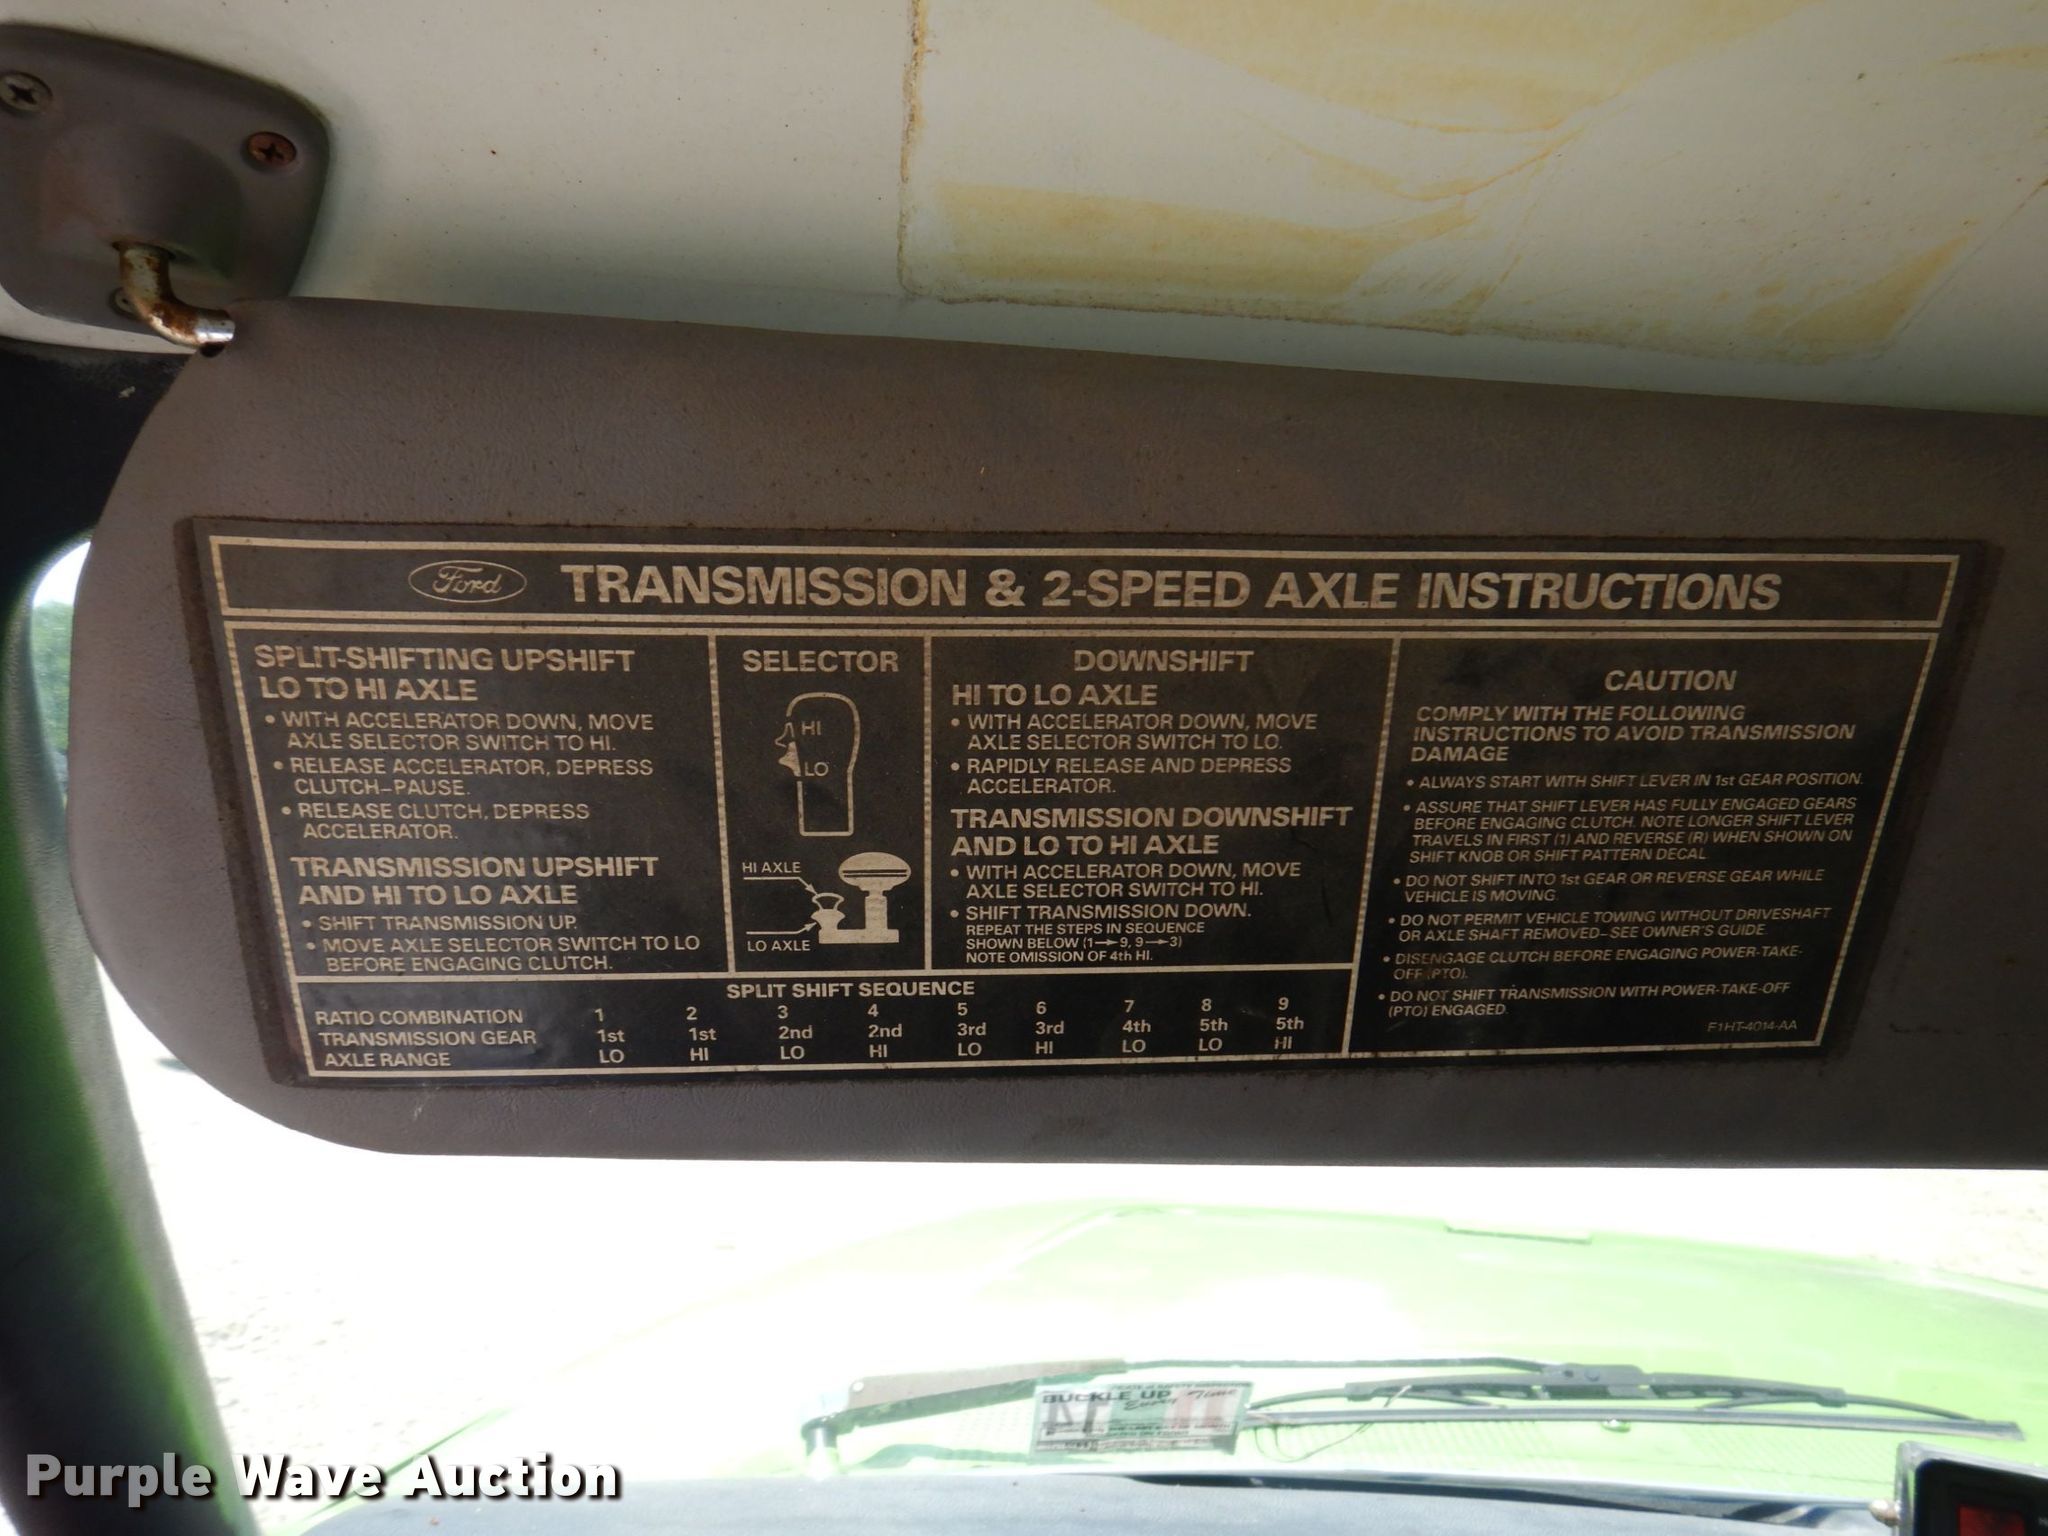 Ford TRANSMISSION & 2-SPEED AXLE INSTRUCTIONS
SPLIT-SHIFTING UPSHIFT
LO TO HI AXLE
• WITH ACCELERATOR DOWN, MOVE
AXLE SELECTOR SWITCH TO HI.
• RELEASE ACCELERATOR, DEPRESS
CLUTCH–PAUSE.
• RELEASE CLUTCH, DEPRESS
ACCELERATOR.
TRANSMISSION UPSHIFT
AND HI TO LO AXLE
• SHIFT TRANSMISSION UP.
• MOVE AXLE SELECTOR SWITCH TO LO
BEFORE ENGAGING CLUTCH.
SELECTOR
HI
LO
HI AXLE
LO AXLE
DOWNSHIFT
HI TO LO AXLE
• WITH ACCELERATOR DOWN, MOVE
AXLE SELECTOR SWITCH TO LO.
• RAPIDLY RELEASE AND DEPRESS
ACCELERATOR.
TRANSMISSION DOWNSHIFT
AND LO TO HI AXLE
• WITH ACCELERATOR DOWN, MOVE
AXLE SELECTOR SWITCH TO HI.
• SHIFT TRANSMISSION DOWN.
REPEAT THE STEPS IN SEQUENCE
SHOWN BELOW (1→9, 9→3)
NOTE OMISSION OF 4th HI.
CAUTION
COMPLY WITH THE FOLLOWING
INSTRUCTIONS TO AVOID TRANSMISSION
DAMAGE
• ALWAYS START WITH SHIFT LEVER IN 1st GEAR POSITION.
• ASSURE THAT SHIFT LEVER HAS FULLY ENGAGED GEARS
BEFORE ENGAGING CLUTCH. NOTE LONGER SHIFT LEVER
TRAVELS IN FIRST (1) AND REVERSE (R) WHEN SHOWN ON
SHIFT KNOB OR SHIFT PATTERN DECAL.
• DO NOT SHIFT INTO 1st GEAR OR REVERSE GEAR WHILE
VEHICLE IS MOVING.
• DO NOT PERMIT VEHICLE TOWING WITHOUT DRIVESHAFT
OR AXLE SHAFT REMOVED–SEE OWNER'S GUIDE.
• DISENGAGE CLUTCH BEFORE ENGAGING POWER-TAKE-
OFF (PTO).
• DO NOT SHIFT TRANSMISSION WITH POWER-TAKE-OFF
(PTO) ENGAGED.
F1HT-4014-AA
SPLIT SHIFT SEQUENCE
RATIO COMBINATION 1 2 3 4 5 6 7 8 9
TRANSMISSION GEAR 1st 1st 2nd 2nd 3rd 3rd 4th 5th 5th
AXLE RANGE LO HI LO HI LO HI LO LO HI
BUCKLE UP Every Time
Purple Wave Auction